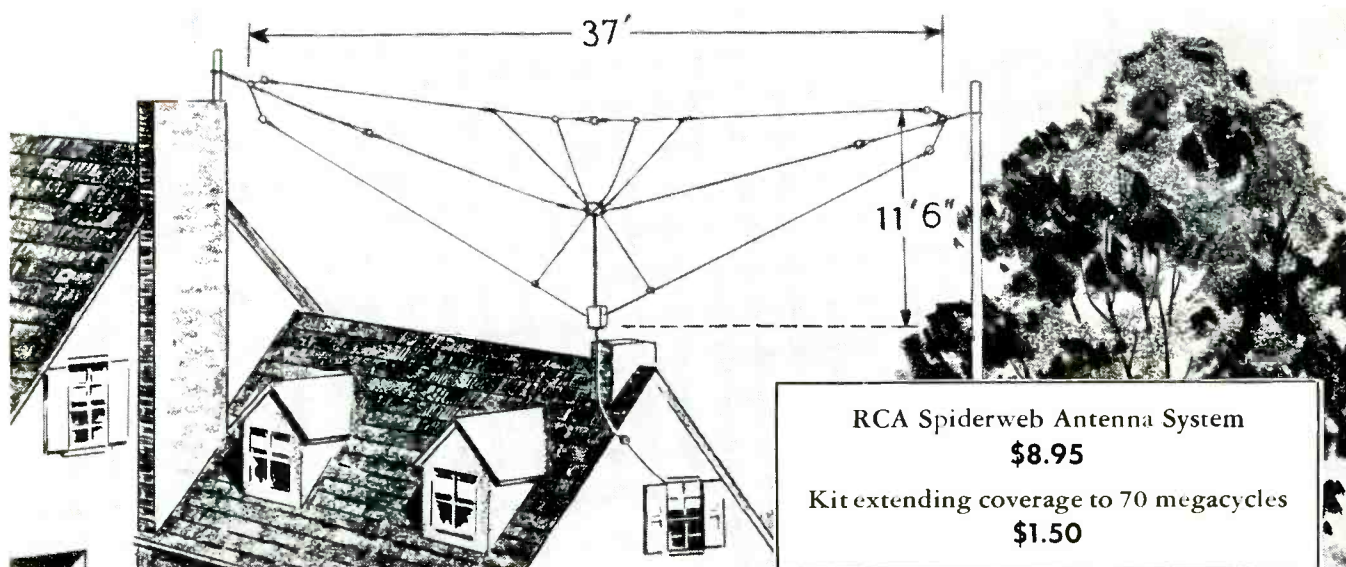 37'
11'6"
RCA Spiderweb Antenna System
$8.95
Kit extending coverage to 70 megacycles
$1.50